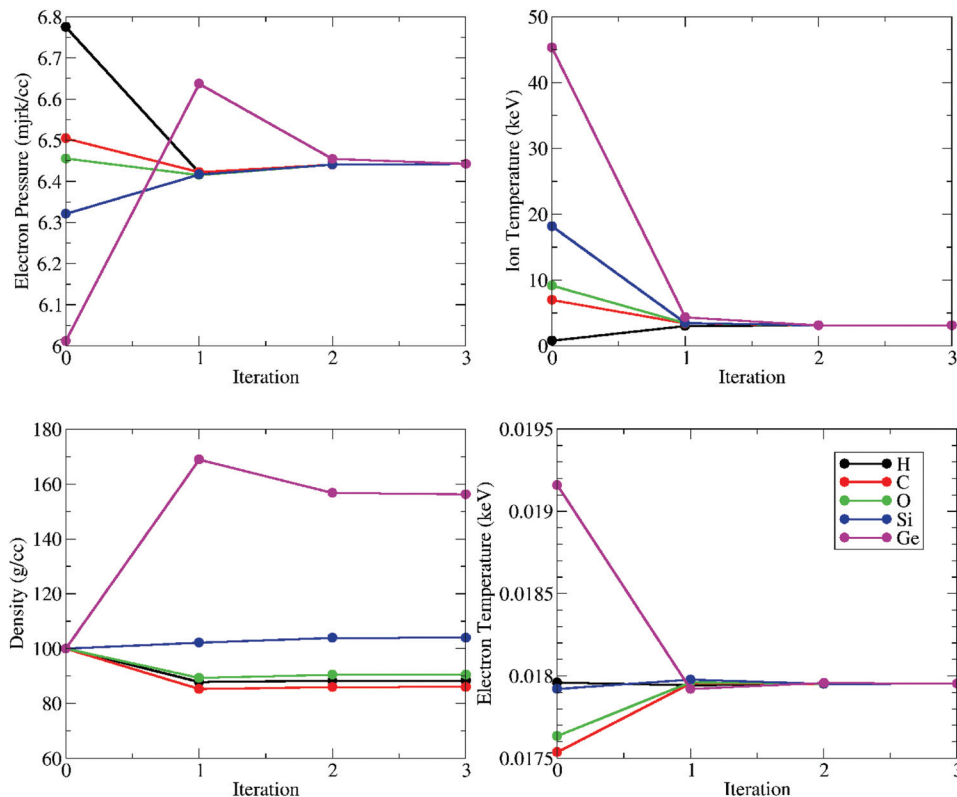 Electron Pressure (mjrk/cc)
6.8
6.7
6.6
6.5
6.4
6.3
6.2
6.1
6
0 1 2 3
Iteration
Ion Temperature (keV)
50
40
30
20
10
0
0 1 2 3
Iteration
Density (g/cc)
180
160
140
120
100
80
60
0 1 2 3
Iteration
Electron Temperature (keV)
0.0195
0.019
0.0185
0.018
0.0175
0 1 2 3
Iteration
H
C
O
Si
Ge